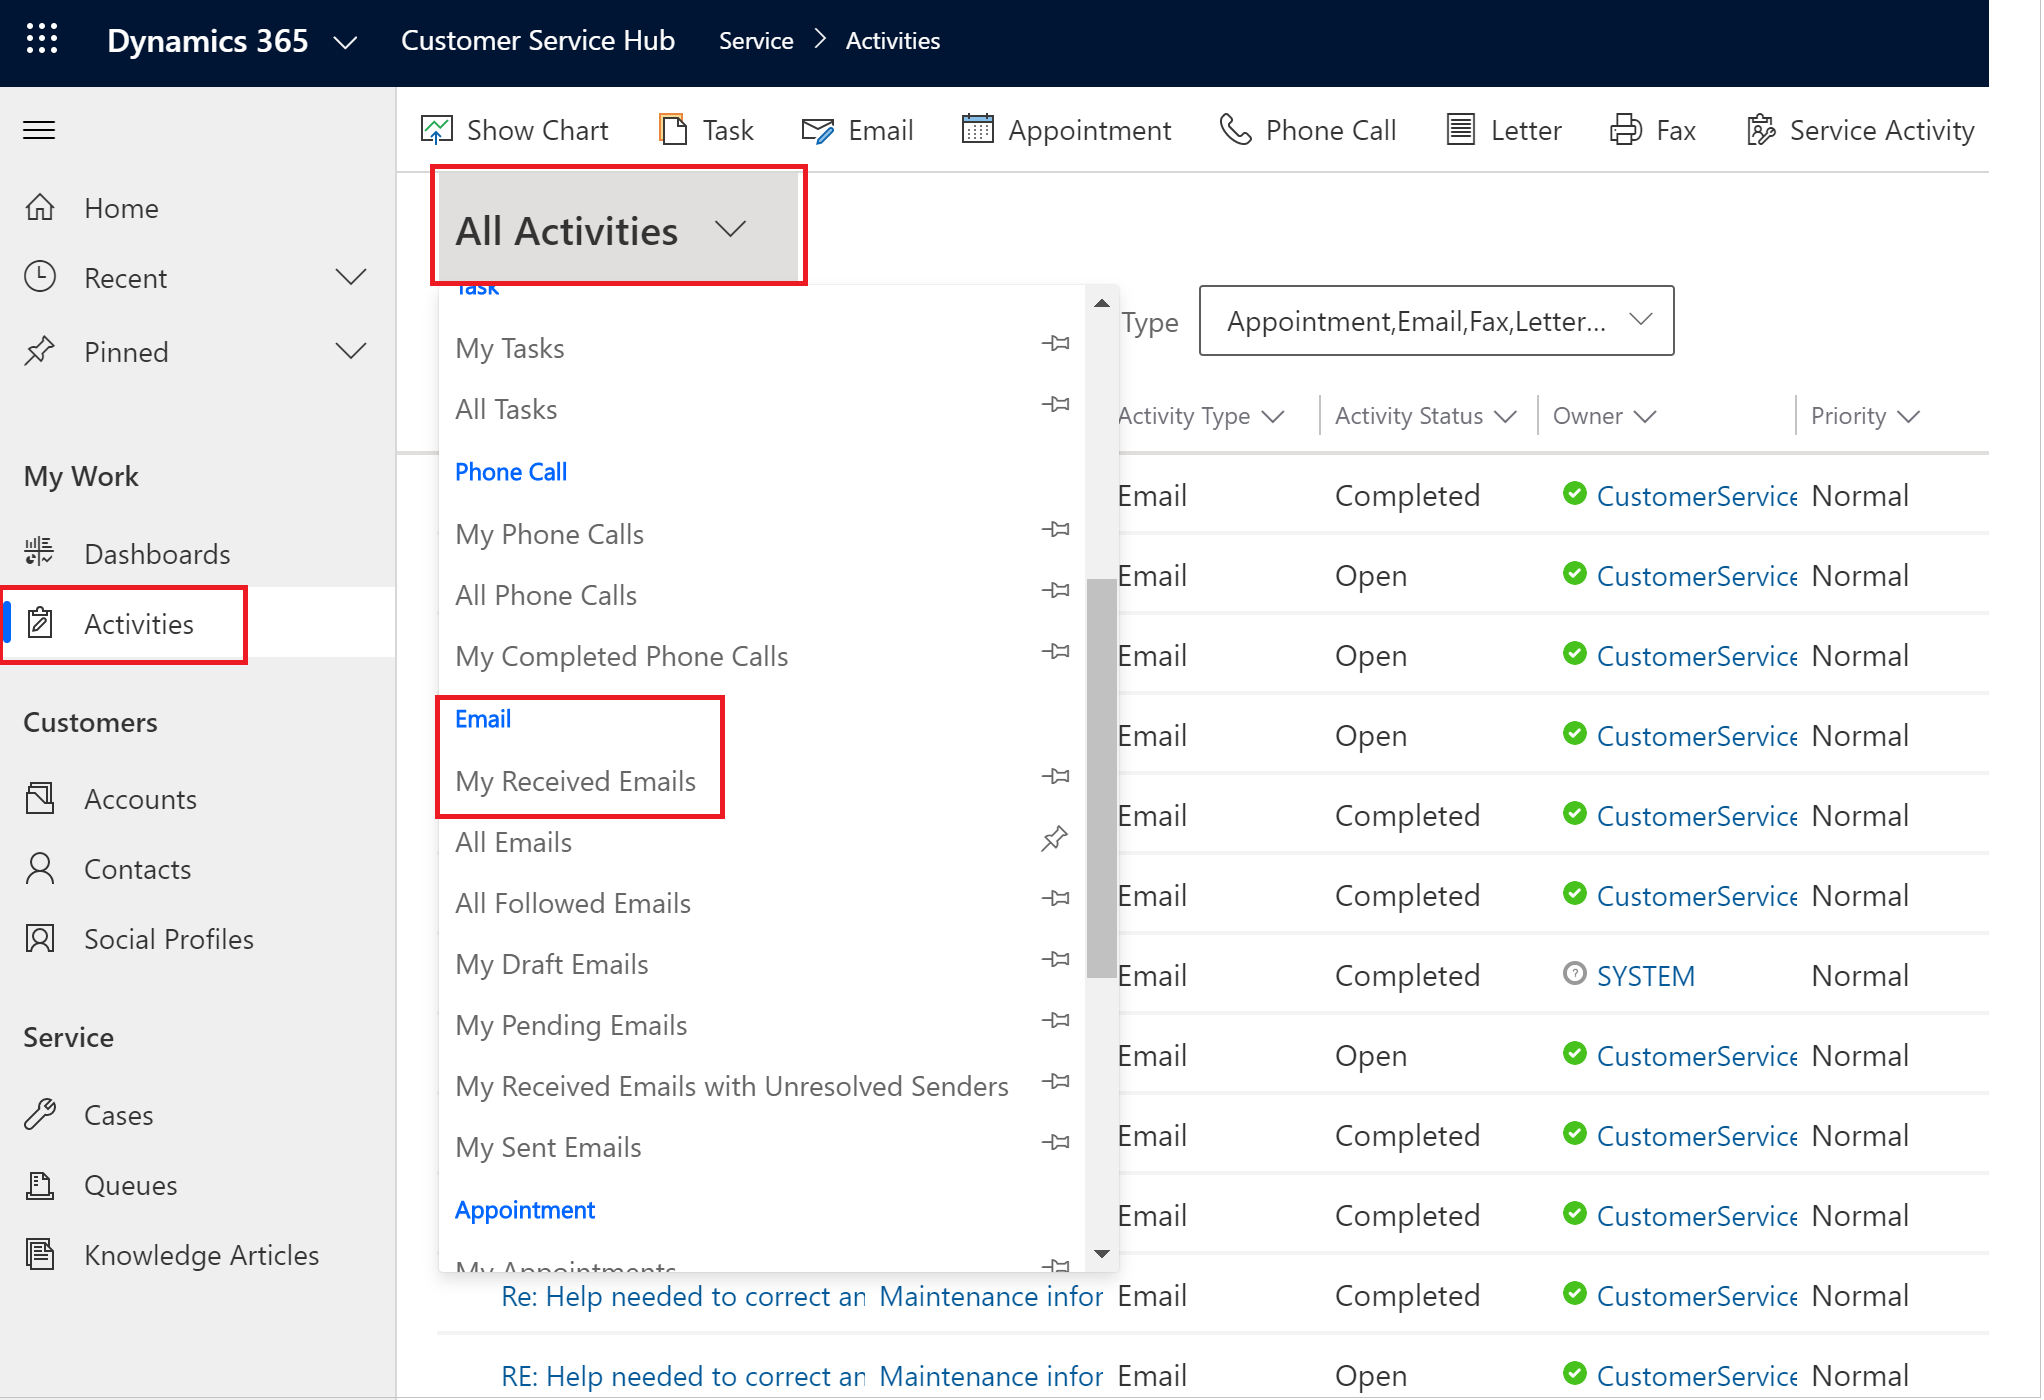 Dynamics 365 Customer Service Hub Service > Activities
Show Chart Task Email Appointment Phone Call Letter Fax Service Activity
Home
Recent
Pinned
My Work
Dashboards
Activities
Customers
Accounts
Contacts
Social Profiles
Service
Cases
Queues
Knowledge Articles
All Activities
Task
My Tasks
All Tasks
Phone Call
My Phone Calls
All Phone Calls
My Completed Phone Calls
Email
My Received Emails
All Emails
All Followed Emails
My Draft Emails
My Pending Emails
My Received Emails with Unresolved Senders
My Sent Emails
Appointment
My Appointments
Type Appointment,Email,Fax,Letter...
Activity Type Activity Status Owner Priority
Email Completed CustomerService Normal
Email Open CustomerService Normal
Email Open CustomerService Normal
Email Open CustomerService Normal
Email Completed CustomerService Normal
Email Completed CustomerService Normal
Email Completed SYSTEM Normal
Email Open CustomerService Normal
Email Completed CustomerService Normal
Email Completed CustomerService Normal
Re: Help needed to correct an Maintenance infor Email Completed CustomerService Normal
RE: Help needed to correct an Maintenance infor Email Open CustomerService Normal